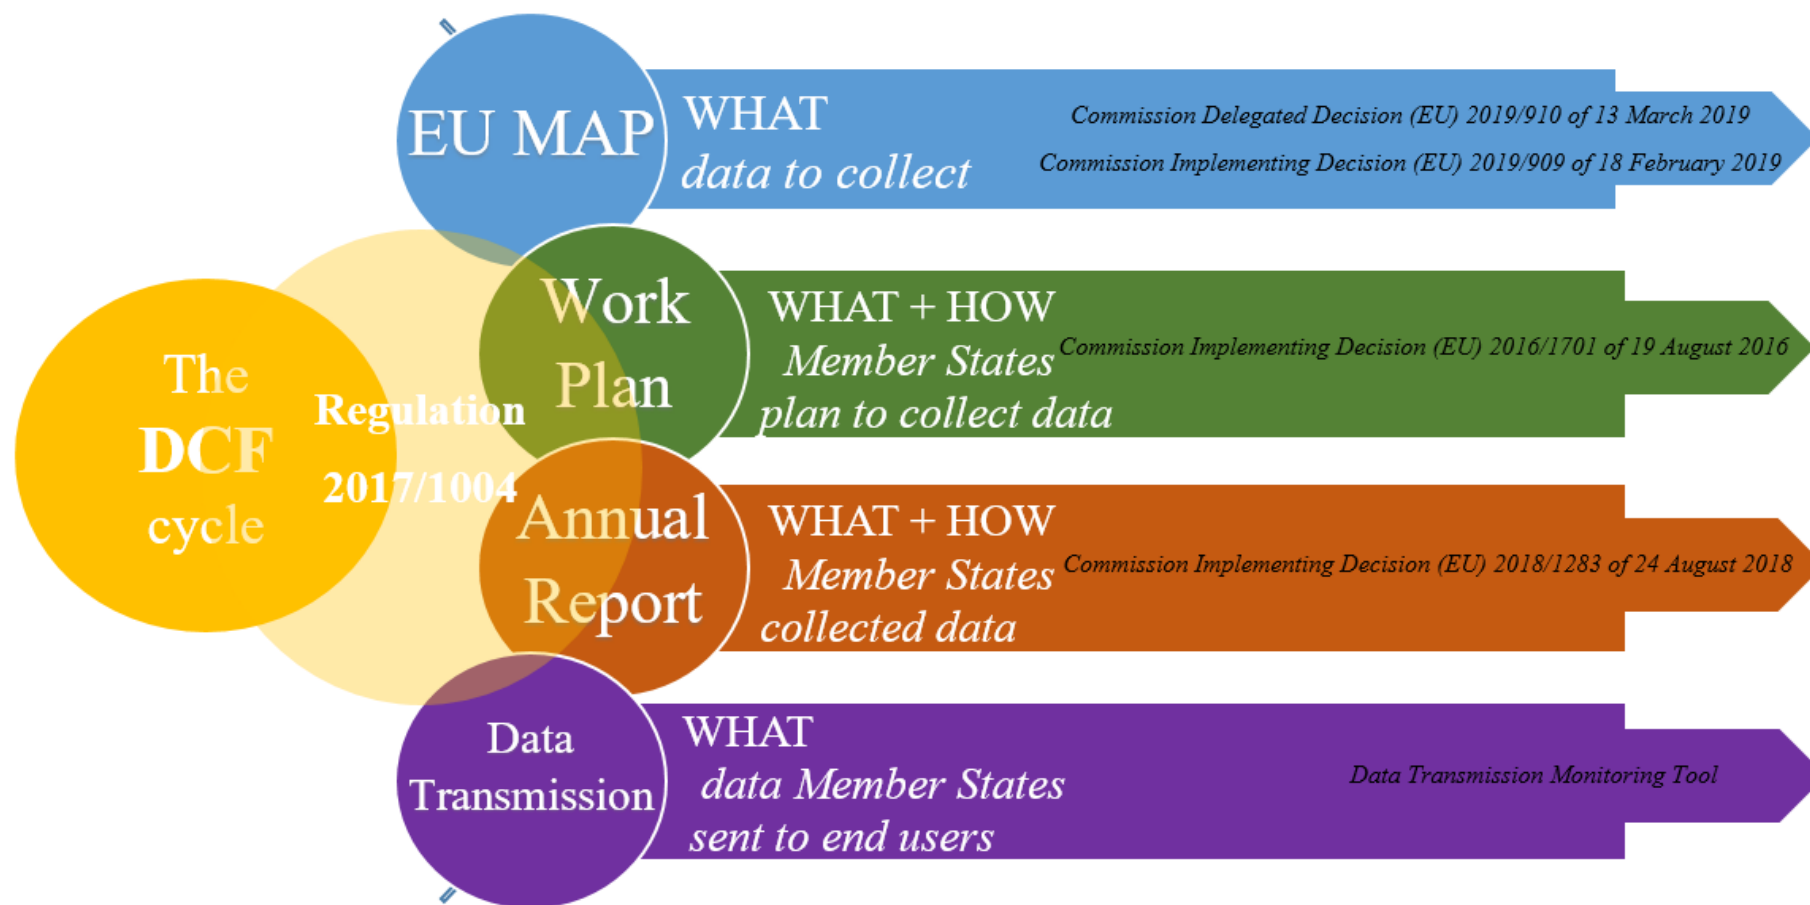 The
DCF
cycle
Regulation
2017/1004
EU MAP
WHAT
data to collect
Commission Delegated Decision (EU) 2019/910 of 13 March 2019
Commission Implementing Decision (EU) 2019/909 of 18 February 2019
Work
Plan
WHAT + HOW
Member States
plan to collect data
Commission Implementing Decision (EU) 2016/1701 of 19 August 2016
Annual
Report
WHAT + HOW
Member States
collected data
Commission Implementing Decision (EU) 2018/1283 of 24 August 2018
Data
Transmission
WHAT
data Member States
sent to end users
Data Transmission Monitoring Tool